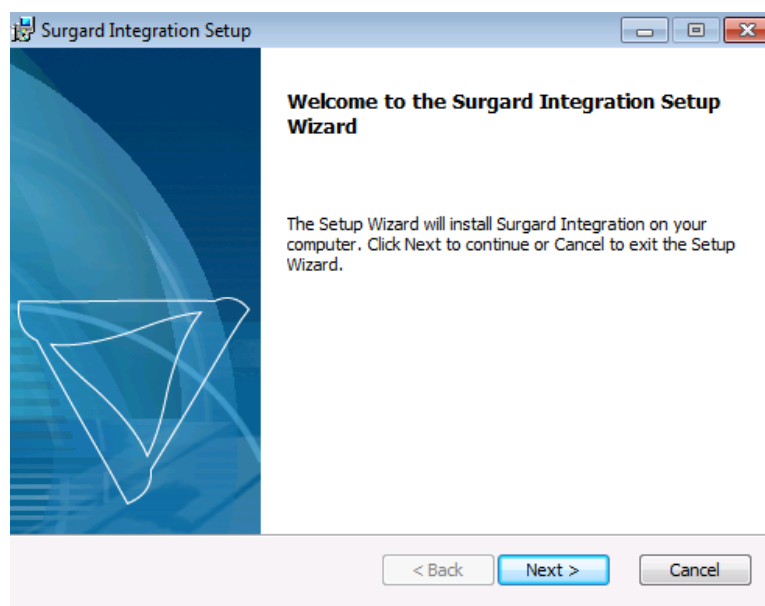 Surgard Integration Setup
Welcome to the Surgard Integration Setup
Wizard
The Setup Wizard will install Surgard Integration on your
computer. Click Next to continue or Cancel to exit the Setup
Wizard.
< Back
Next >
Cancel